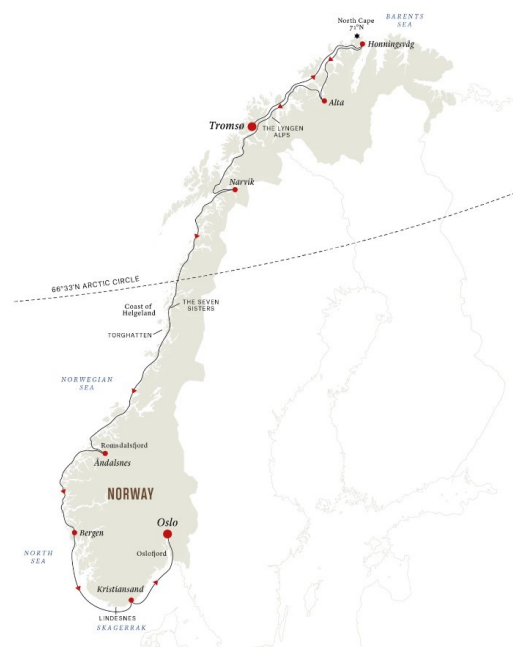 BARENTS
SEA
North Cape
71°N
Honningsvåg
Alta
Tromsø
THE LYNGEN
ALPS
Narvik
66°33'N ARCTIC CIRCLE
THE SEVEN
SISTERS
Coast of
Helgeland
TORGHATTEN
NORWEGIAN
SEA
Romsdalsfjord
Åndalsnes
NORWAY
Oslo
Bergen
Oslofjord
NORTH
SEA
Kristiansand
LINDESNES
SKAGERRAK